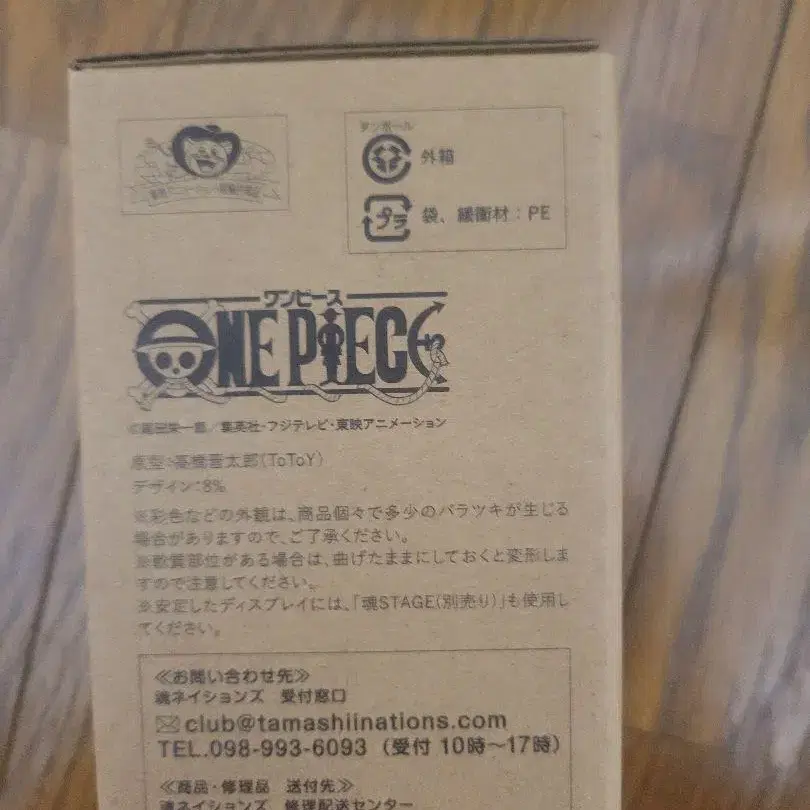 ダンボール
外箱
プラ
袋、緩衝材：PE
ワンピース
ONE PIECE
©尾田栄一郎／集英社・フジテレビ・東映アニメーション
原型：髙橋晋太郎(ToToY)
デザイン：8%
※彩色などの外観は、商品個々で多少のバラツキが生じる
場合がありますので、ご了承ください。
※軟質部位がある場合は、曲げたままにしておくと変形しま
すので注意してください。
※安定したディスプレイには、「魂STAGE(別売り)」も使用し
てください。
≪お問い合わせ先≫
魂ネイションズ　受付窓口
club@tamashiinations.com
TEL.098-993-6093（受付 10時～17時）
≪商品・修理品　送付先≫
魂ネイションズ　修理配送センター